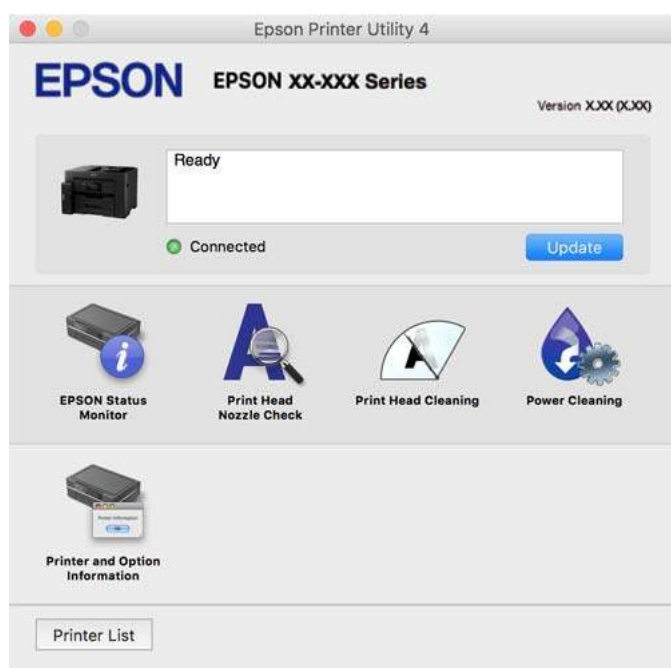 Epson Printer Utility 4
EPSON
EPSON XX-XXX Series
Version X.XX (X.XX)
Ready
Connected
Update
EPSON Status
Monitor
Print Head
Nozzle Check
Print Head Cleaning
Power Cleaning
Printer and Option
Information
Printer List